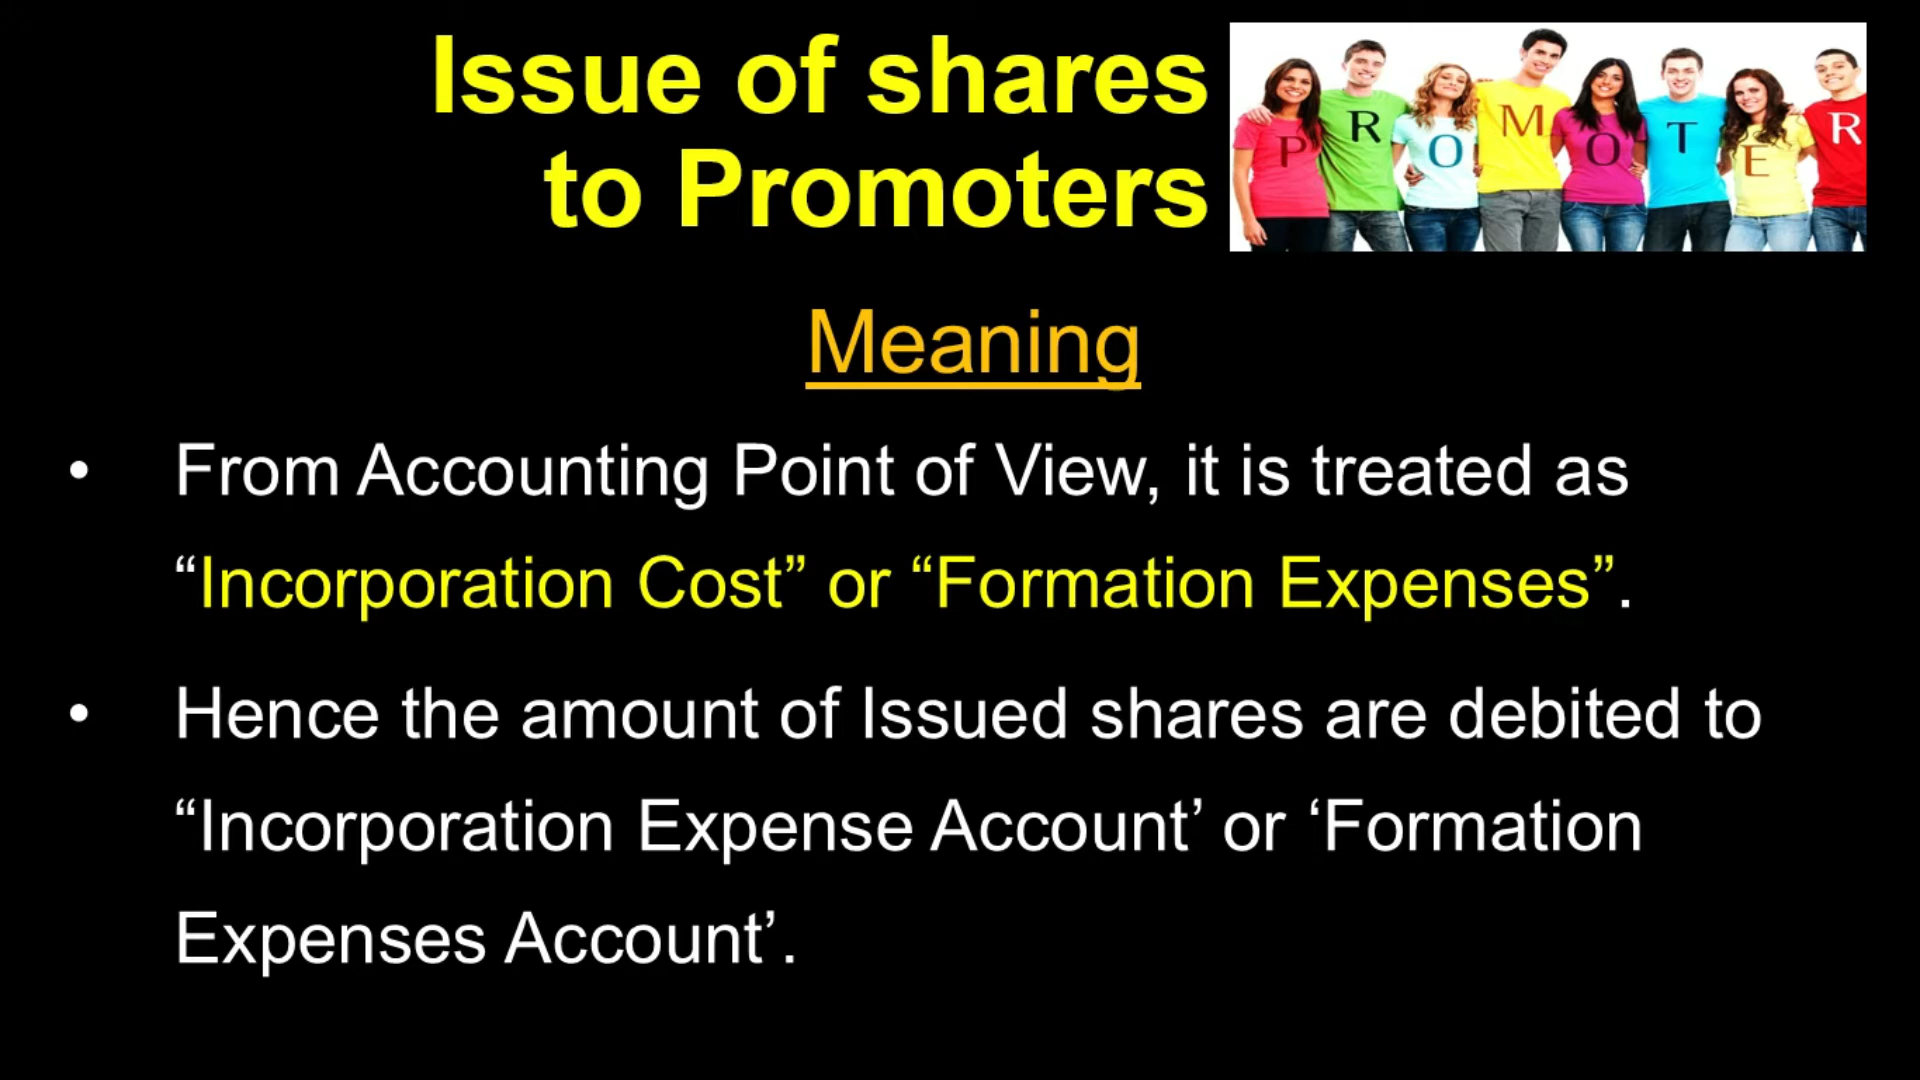 Issue of shares
to Promoters
P R O M O T E R
Meaning
• From Accounting Point of View, it is treated as
“Incorporation Cost” or “Formation Expenses”.
• Hence the amount of Issued shares are debited to
“Incorporation Expense Account’ or ‘Formation
Expenses Account’.